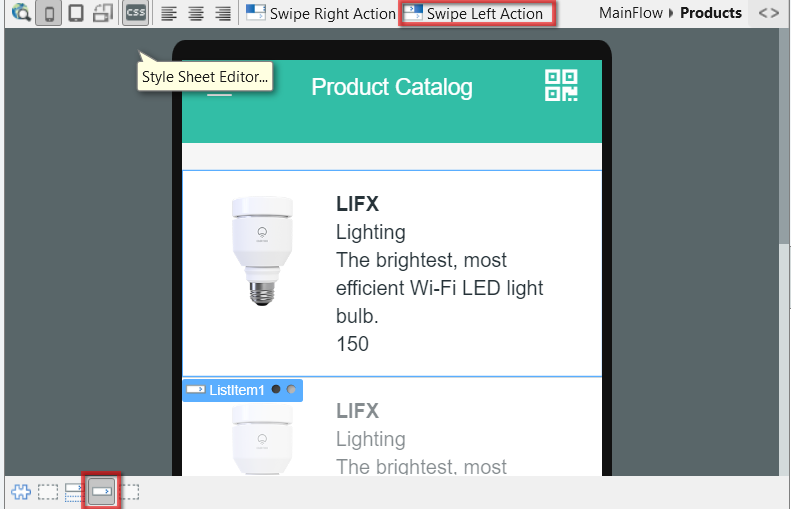 CSS Swipe Right Action Swipe Left Action MainFlow Products <>
Style Sheet Editor...
Product Catalog
LIFX
Lighting
The brightest, most
efficient Wi-Fi LED light
bulb.
150
ListItem1
LIFX
Lighting
The brightest, most